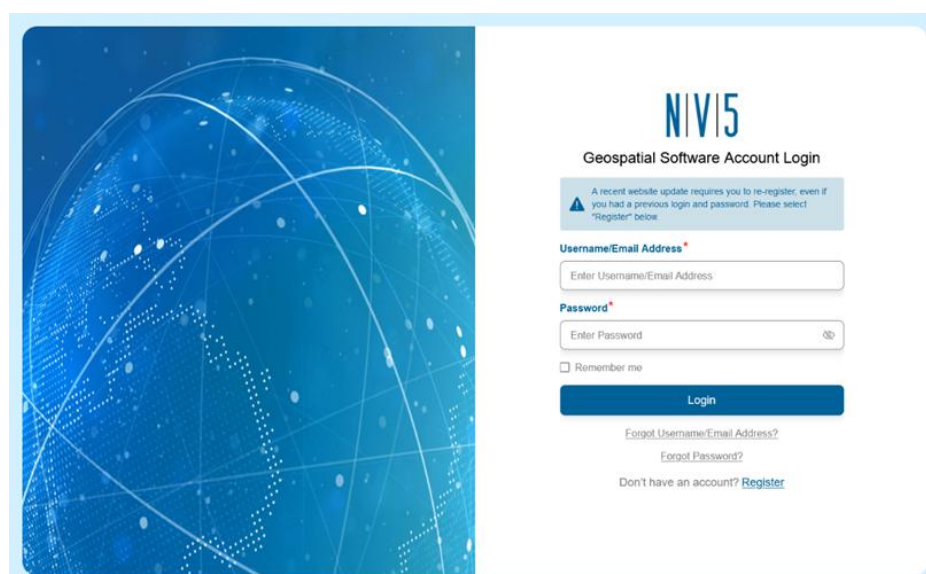 N|V|5
Geospatial Software Account Login
A recent website update requires you to re-register, even if
you had a previous login and password. Please select
"Register" below.
Username/Email Address*
Enter Username/Email Address
Password*
Enter Password
Remember me
Login
Forgot Username/Email Address?
Forgot Password?
Don't have an account? Register